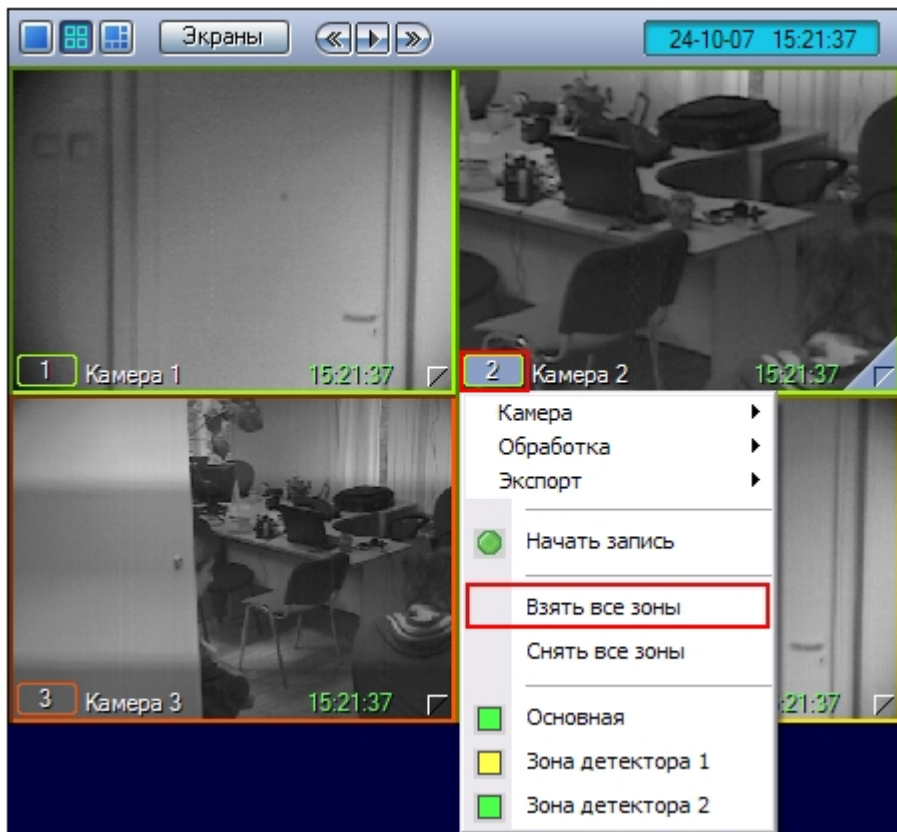 Экраны
24-10-07 15:21:37
1 Камера 1 15:21:37
2 Камера 2 15:21:37
Камера
Обработка
Экспорт
Начать запись
Взять все зоны
Снять все зоны
3 Камера 3 15:21:37
:21:37
Основная
Зона детектора 1
Зона детектора 2